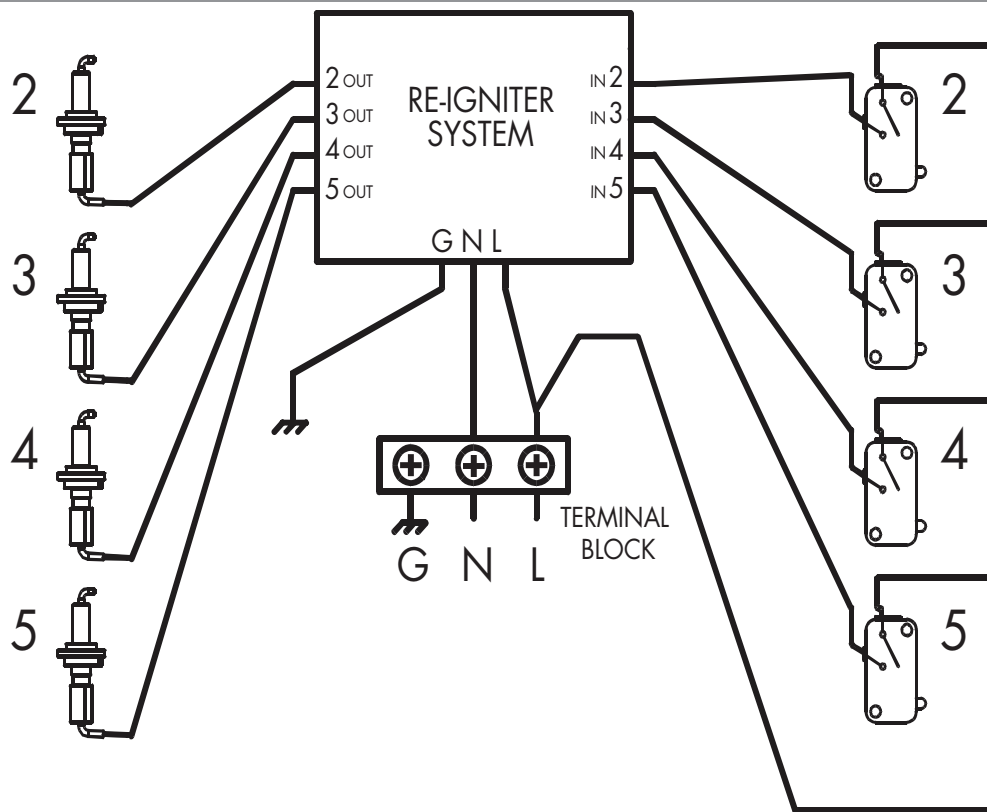 2
3
4
5
2 OUT
3 OUT
4 OUT
5 OUT
RE-IGNITER
SYSTEM
IN 2
IN 3
IN 4
IN 5
G N L
TERMINAL
BLOCK
G N L
2
3
4
5